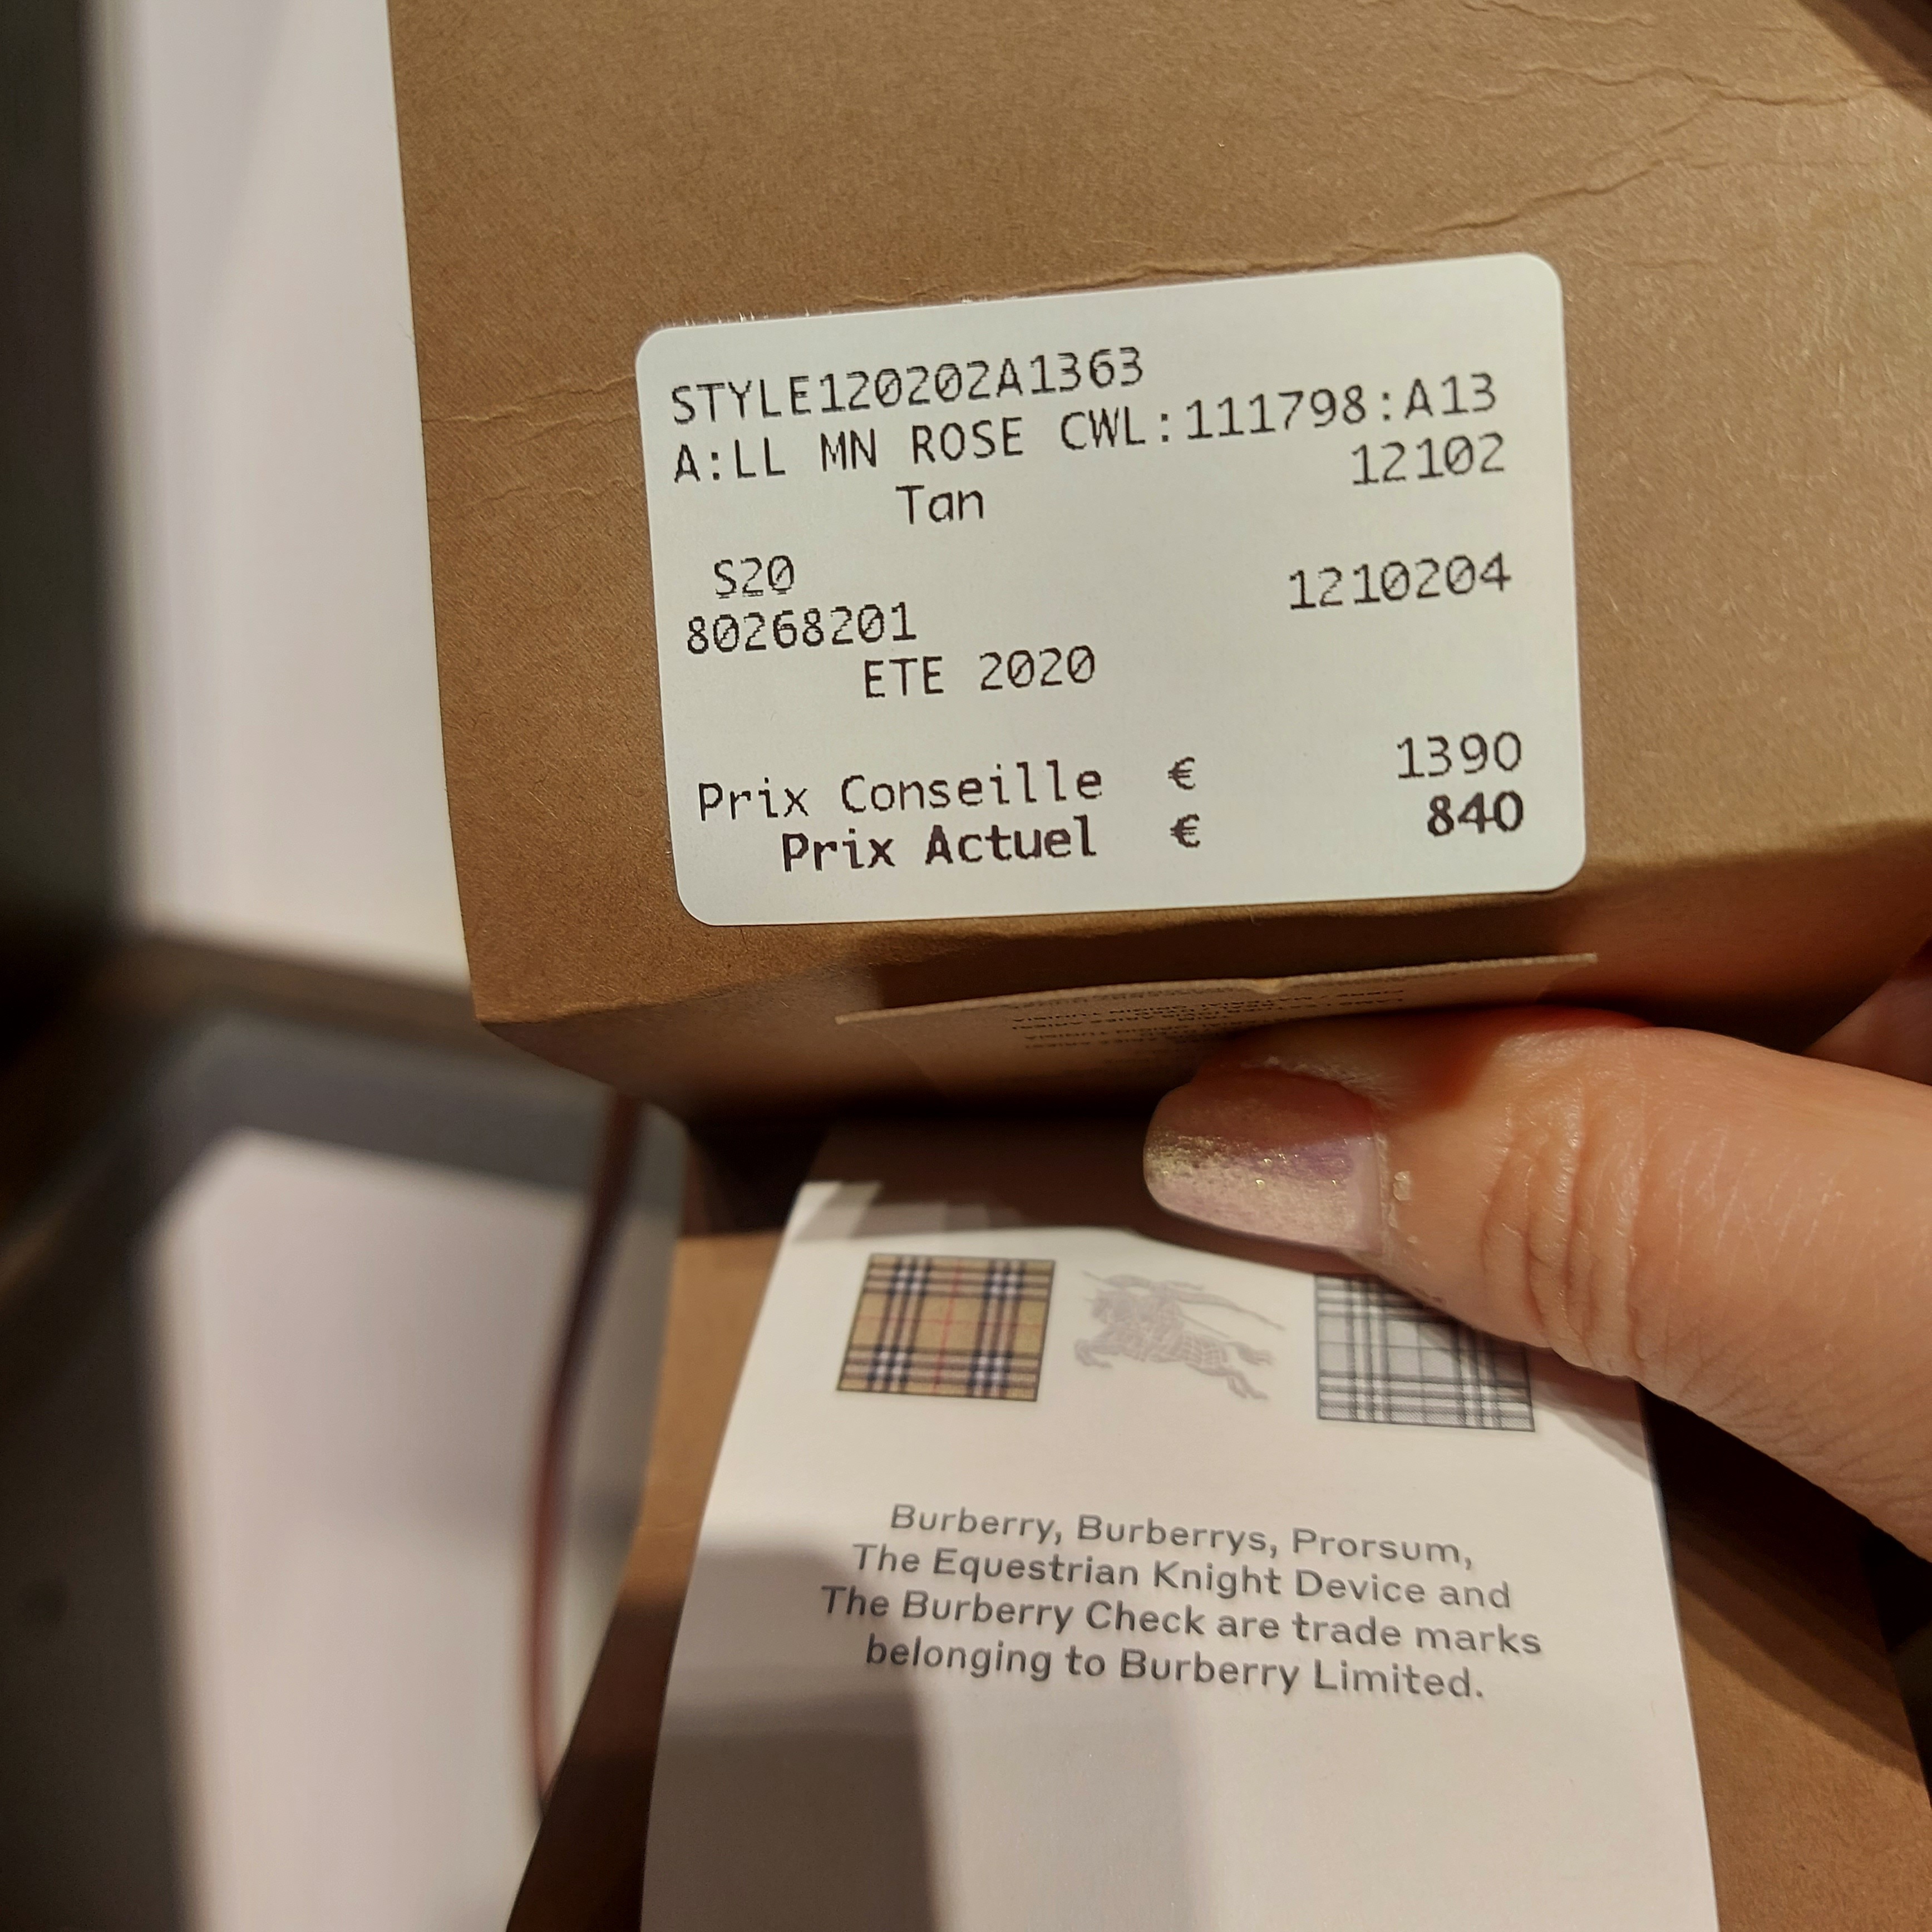 STYLE120202A1363
A:LL MN ROSE CWL:111798:A13
Tan 12102
S20
80268201 1210204
ETE 2020
Prix Conseille € 1390
Prix Actuel € 840
Burberry, Burberrys, Prorsum,
The Equestrian Knight Device and
The Burberry Check are trade marks
belonging to Burberry Limited.